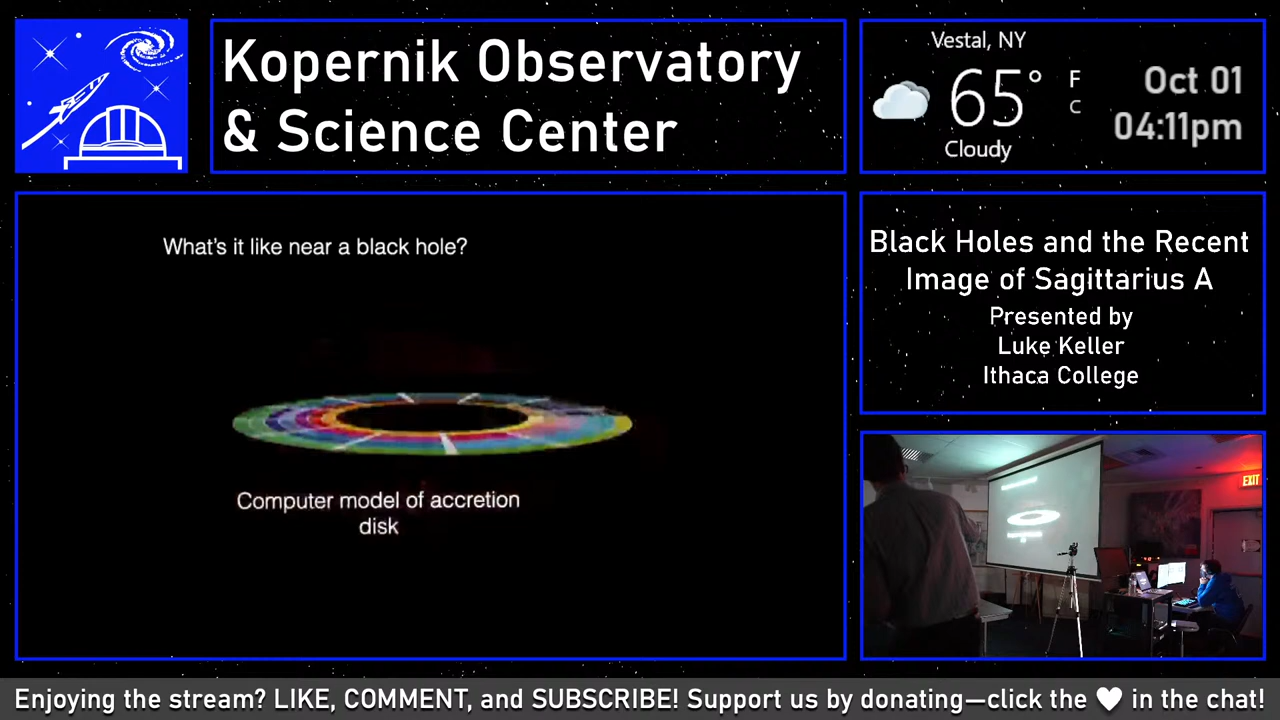 Kopernik Observatory
& Science Center
Vestal, NY
65° F
C
Cloudy
Oct 01
04:11pm
What's it like near a black hole?
Computer model of accretion
disk
Black Holes and the Recent
Image of Sagittarius A
Presented by
Luke Keller
Ithaca College
EXIT
Enjoying the stream? LIKE, COMMENT, and SUBSCRIBE! Support us by donating—click the ♥ in the chat!